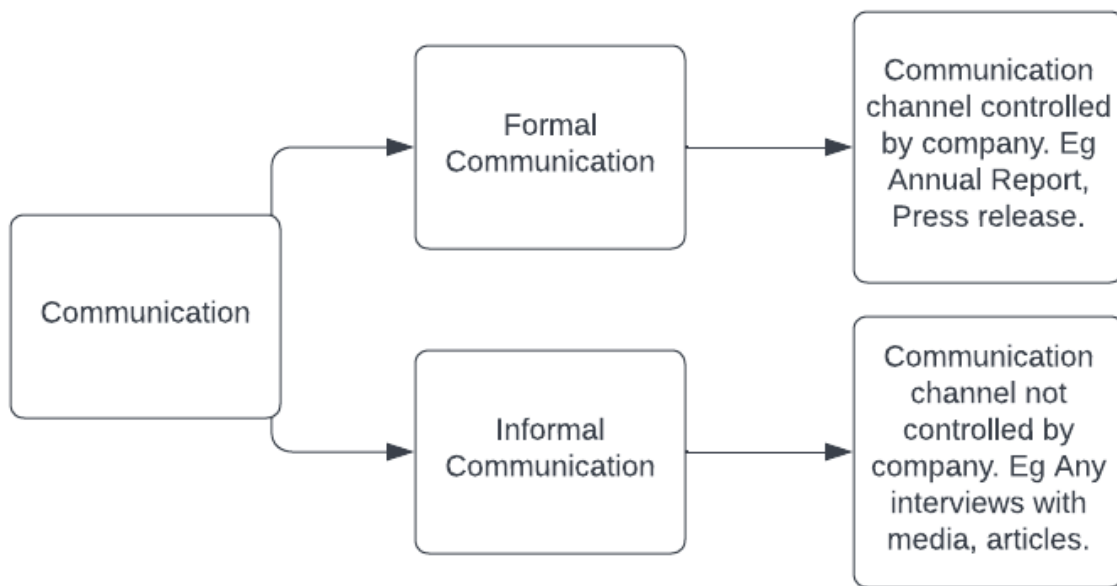 Communication
Formal
Communication
Communication
channel controlled
by company. Eg
Annual Report,
Press release.
Informal
Communication
Communication
channel not
controlled by
company. Eg Any
interviews with
media, articles.